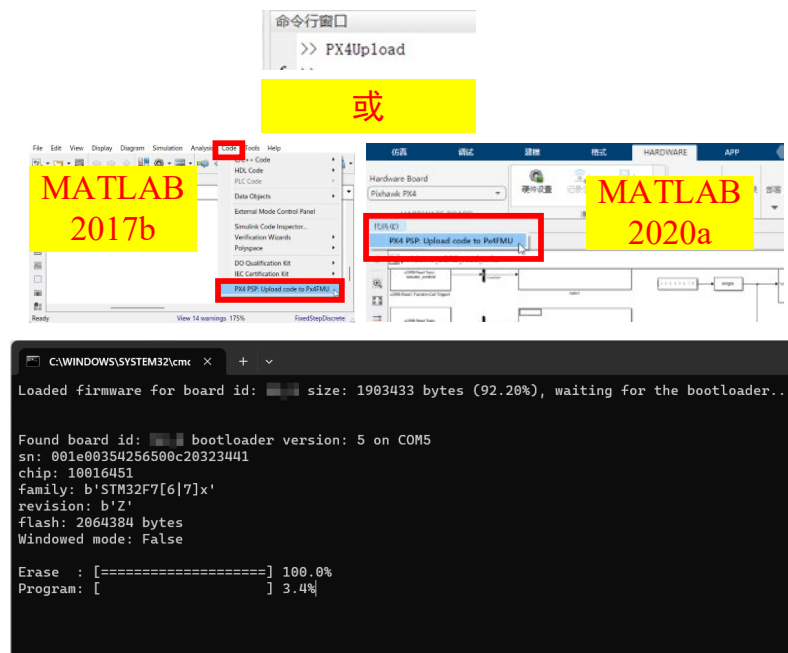 命令行窗口
>> PX4Upload
>>
或
File Edit View Display Diagram Simulation Analysis Code Tools Help
C/C++ Code
HDL Code
PLC Code
Data Objects
External Mode Control Panel
Simulink Code Inspector...
Verification Wizards
Polyspace
DO Qualification Kit
IEC Certification Kit
PX4 PSP: Upload code to Px4FMU
Ready View 14 warnings 175% FixedStepDiscrete
MATLAB
2017b
仿真 调试 建模 格式 HARDWARE APP
Hardware Board
Pixhawk PX4
硬件设置
HARDWARE BOARD
代码(C)
PX4 PSP: Upload code to Px4FMU
MATLAB
2020a
C:\WINDOWS\SYSTEM32\cmc × +
Loaded firmware for board id: size: 1903433 bytes (92.20%), waiting for the bootloader..
Found board id: bootloader version: 5 on COM5
sn: 001e00354256500c20323441
chip: 10016451
family: b'STM32F7[6|7]x'
revision: b'Z'
flash: 2064384 bytes
Windowed mode: False
Erase : [====================] 100.0%
Program: [ ] 3.4%